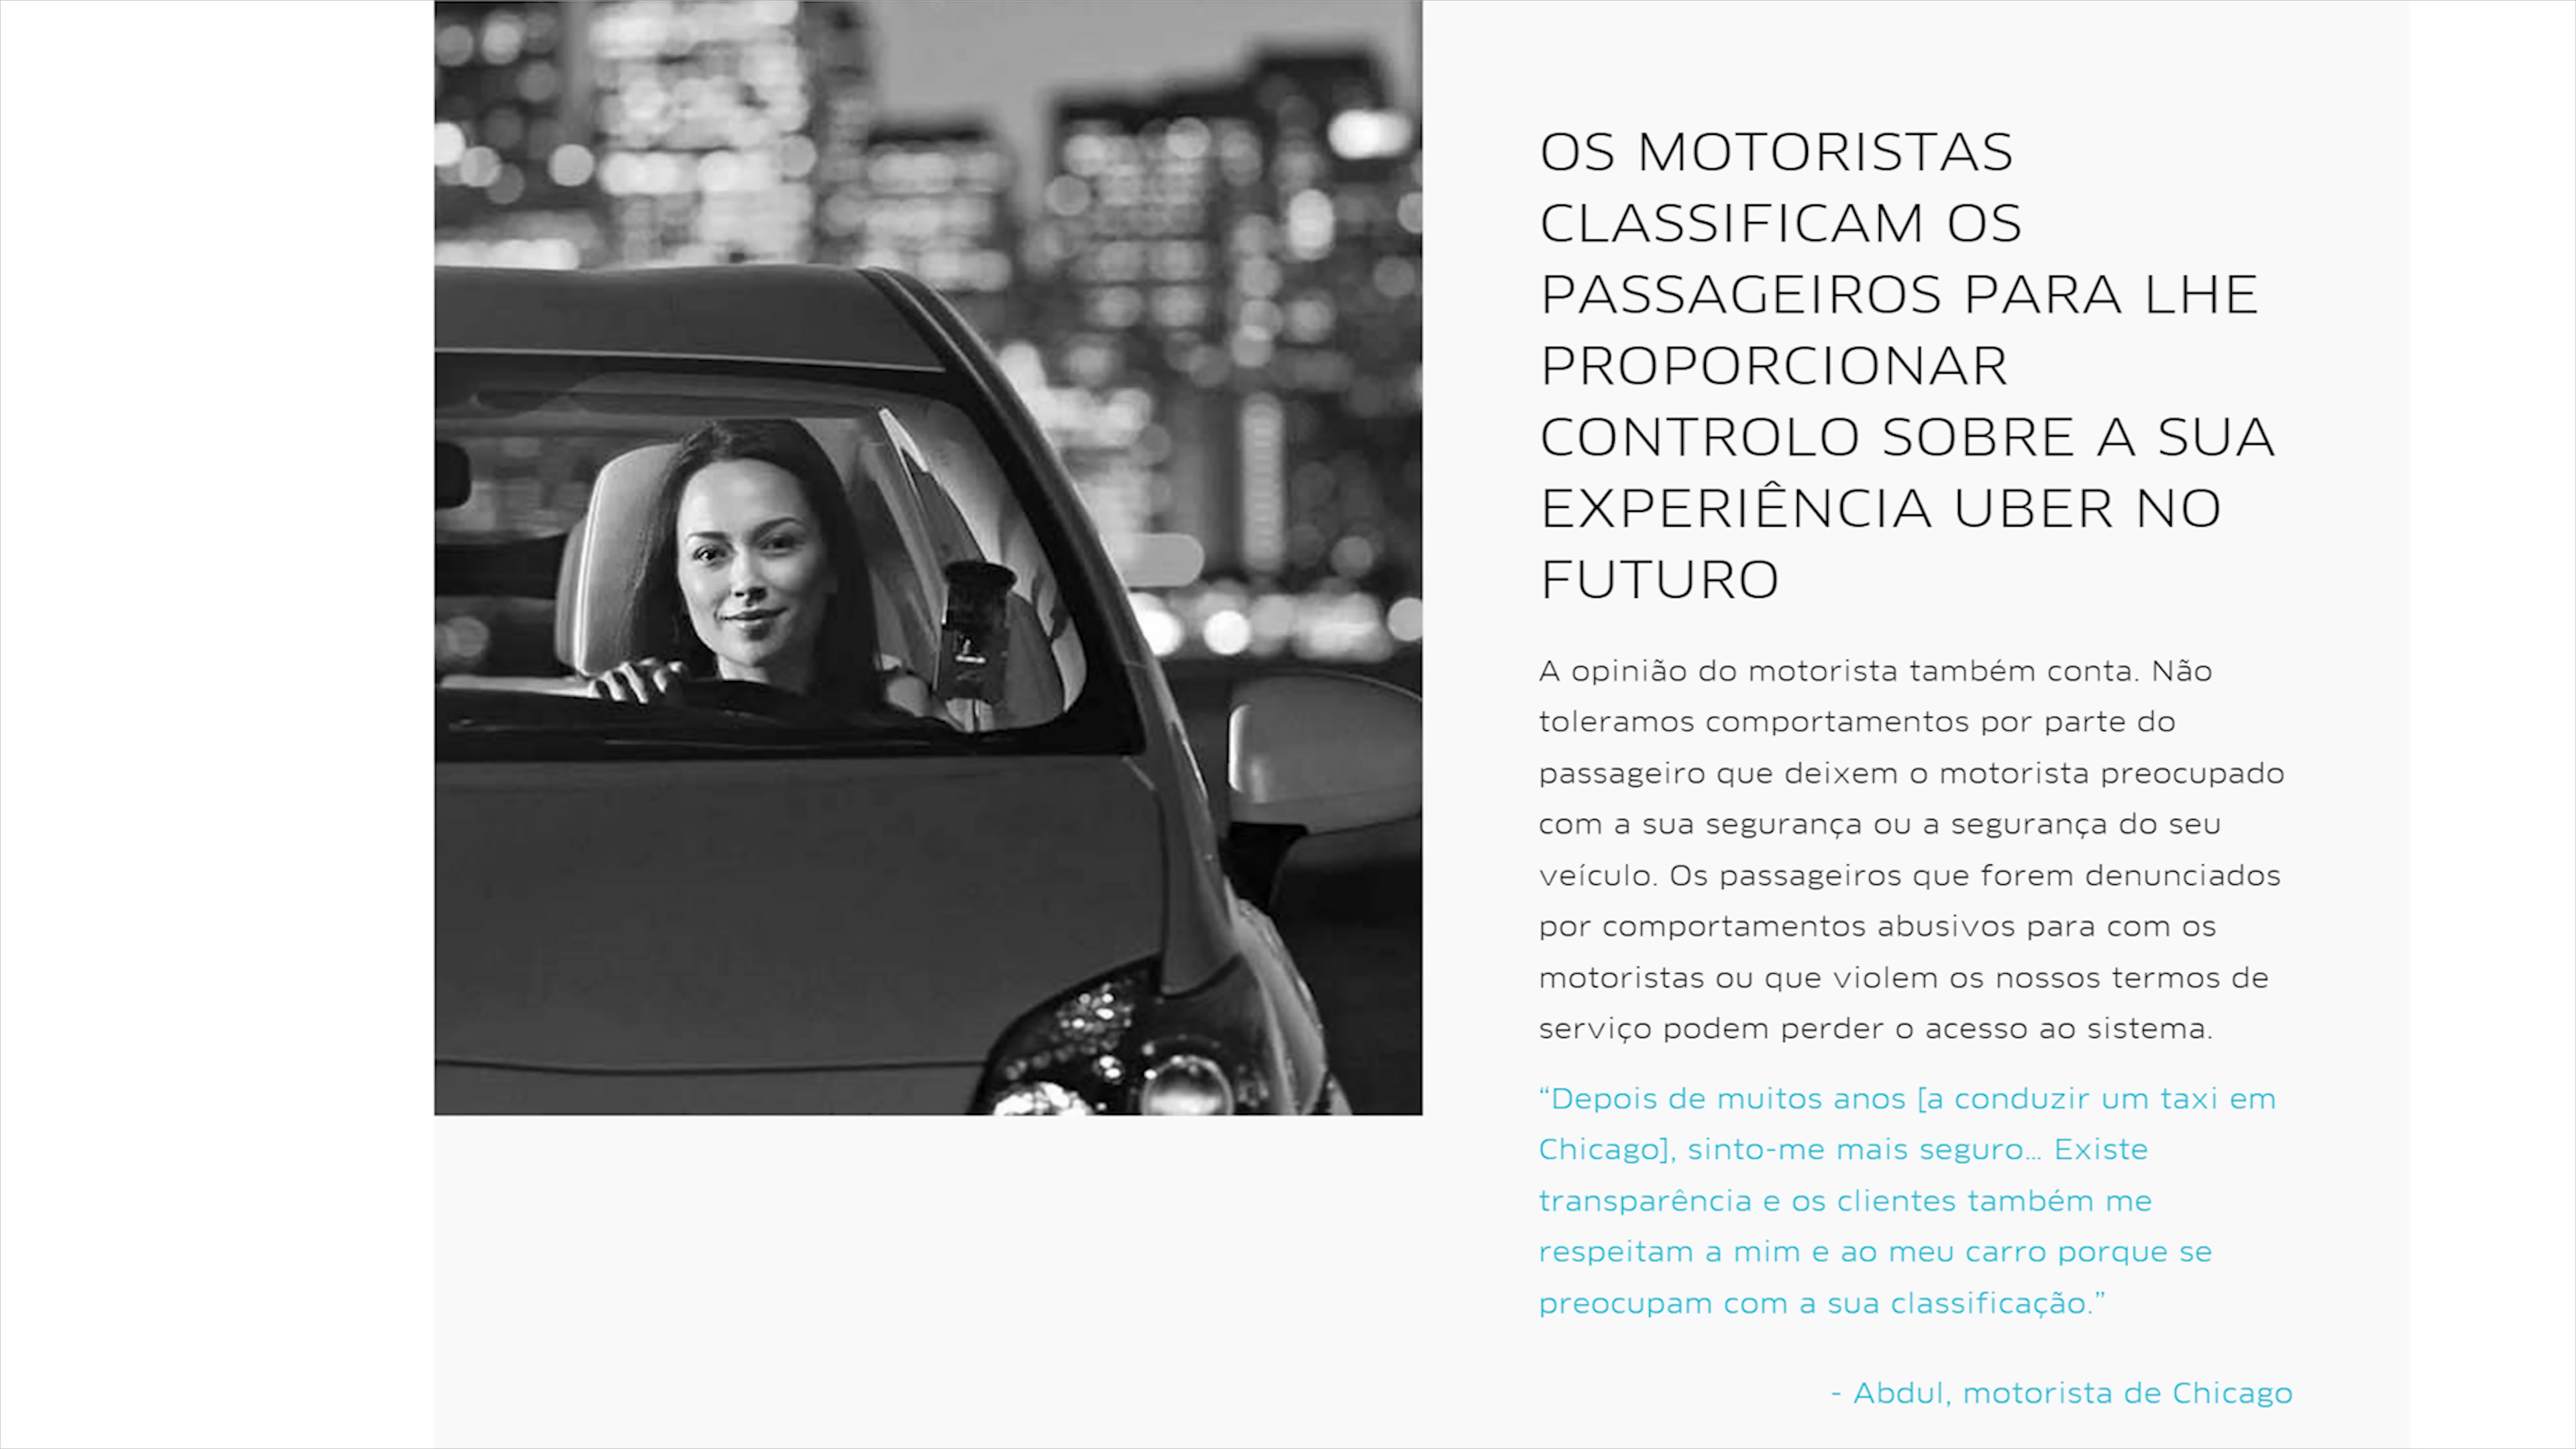 OS MOTORISTAS
CLASSIFICAM OS
PASSAGEIROS PARA LHE
PROPORCIONAR
CONTROLO SOBRE A SUA
EXPERIÊNCIA UBER NO
FUTURO
A opinião do motorista também conta. Não
toleramos comportamentos por parte do
passageiro que deixem o motorista preocupado
com a sua segurança ou a segurança do seu
veículo. Os passageiros que forem denunciados
por comportamentos abusivos para com os
motoristas ou que violem os nossos termos de
serviço podem perder o acesso ao sistema.
“Depois de muitos anos [a conduzir um taxi em
Chicago], sinto-me mais seguro… Existe
transparência e os clientes também me
respeitam a mim e ao meu carro porque se
preocupam com a sua classificação.”
- Abdul, motorista de Chicago